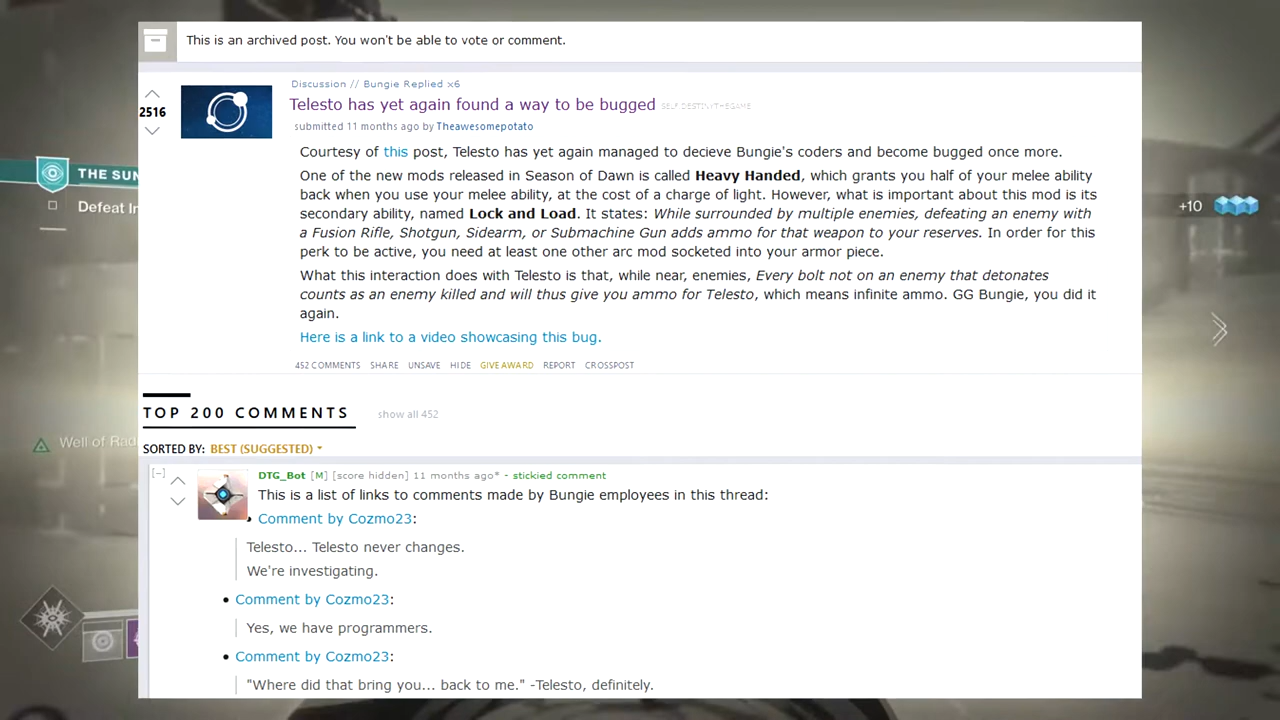 This is an archived post. You won't be able to vote or comment.
Discussion // Bungie Replied x6
2516
Telesto has yet again found a way to be bugged SELF.DESTINYTHEGAME
submitted 11 months ago by Theawesomepotato
Courtesy of this post, Telesto has yet again managed to decieve Bungie's coders and become bugged once more.
One of the new mods released in Season of Dawn is called Heavy Handed, which grants you half of your melee ability
back when you use your melee ability, at the cost of a charge of light. However, what is important about this mod is its
secondary ability, named Lock and Load. It states: While surrounded by multiple enemies, defeating an enemy with
a Fusion Rifle, Shotgun, Sidearm, or Submachine Gun adds ammo for that weapon to your reserves. In order for this
perk to be active, you need at least one other arc mod socketed into your armor piece.
What this interaction does with Telesto is that, while near, enemies, Every bolt not on an enemy that detonates
counts as an enemy killed and will thus give you ammo for Telesto, which means infinite ammo. GG Bungie, you did it
again.
Here is a link to a video showcasing this bug.
452 COMMENTS SHARE UNSAVE HIDE GIVE AWARD REPORT CROSSPOST
THE SUN
Defeat
+10
TOP 200 COMMENTS show all 452
Well of Rad
SORTED BY: BEST (SUGGESTED)
[–] DTG_Bot [M] [score hidden] 11 months ago* - stickied comment
This is a list of links to comments made by Bungie employees in this thread:
• Comment by Cozmo23:
Telesto... Telesto never changes.
We're investigating.
• Comment by Cozmo23:
Yes, we have programmers.
• Comment by Cozmo23:
"Where did that bring you... back to me." -Telesto, definitely.